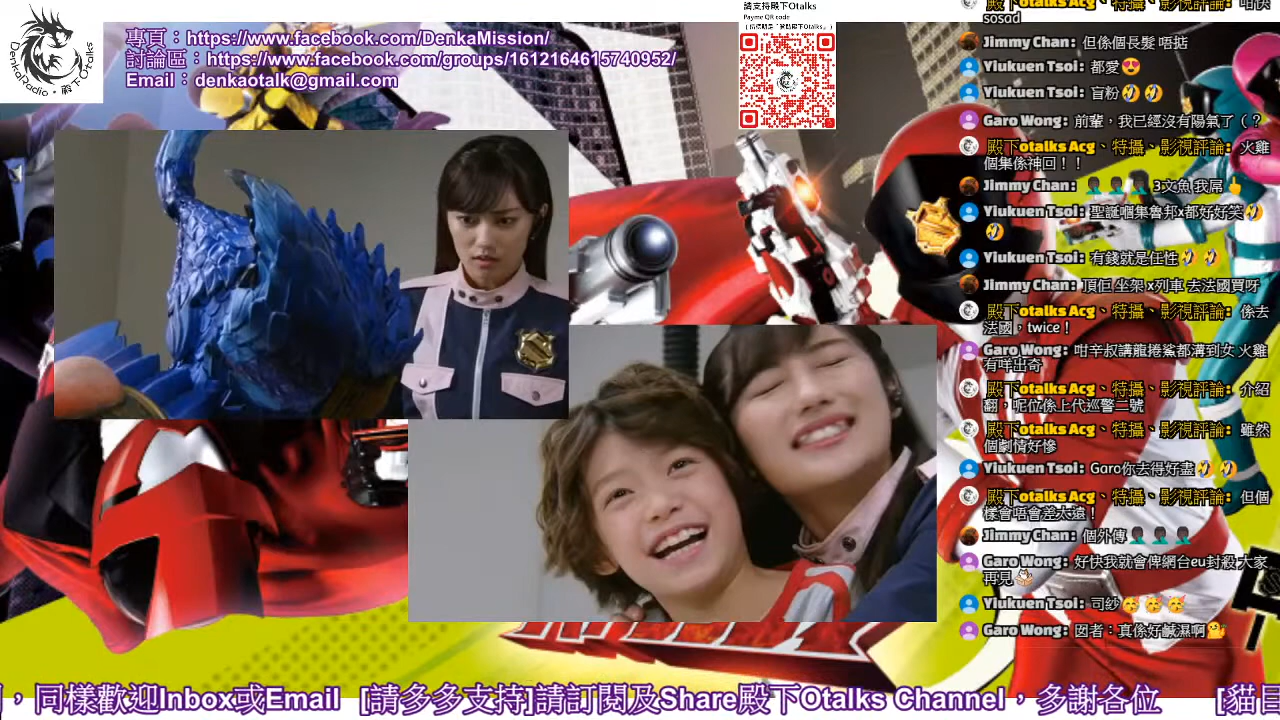 專頁：https://www.facebook.com/DenkaMission/
討論區：https://www.facebook.com/groups/1612164615740952/
Email：denkaotalk@gmail.com
請支持殿下Otalks
Payme QR code
sosad
Jimmy Chan: 但係個長髮 唔掂
Yiukuen Tsoi: 都愛😍
Yiukuen Tsoi: 盲粉🤣🤣
Garo Wong: 前輩，我已經沒有陽氣了（？
殿下otalks Acg、特攝、影視評論: 火雞
個集係神回！！
Jimmy Chan: 🤦🏿‍♂️🤦🏿‍♂️🤦🏿‍♂️ 3文魚 我屌🖕
Yiukuen Tsoi: 聖誕嗰集魯邦x都好好笑🤣
🤣
Yiukuen Tsoi: 有錢就是任性🤣🤣
Jimmy Chan: 頂佢 坐架 x列車 去法國買呀
殿下otalks Acg、特攝、影視評論: 係去
法國，twice！
Garo Wong: 咁辛叔講龍捲鯊都溝到女 火雞
有咩出奇
殿下otalks Acg、特攝、影視評論: 介紹
翻，呢位係上代巡警二號
殿下otalks Acg、特攝、影視評論: 雖然
個劇情好慘
Yiukuen Tsoi: Garo你去得好盡🤣🤣
殿下otalks Acg、特攝、影視評論: 但個
樣會唔會差太遠！
Jimmy Chan: 個外傳🤦🏿‍♂️🤦🏿‍♂️🤦🏿‍♂️
Garo Wong: 好快我就會俾網台eu封殺 大家
再見👋🏻
Yiukuen Tsoi: 司紗🥳🥳🥳
Garo Wong: 囡者：真係好鹹濕啊🤗
，同樣歡迎Inbox或Email [請多多支持]請訂閱及Share殿下Otalks Channel，多謝各位 [貓目